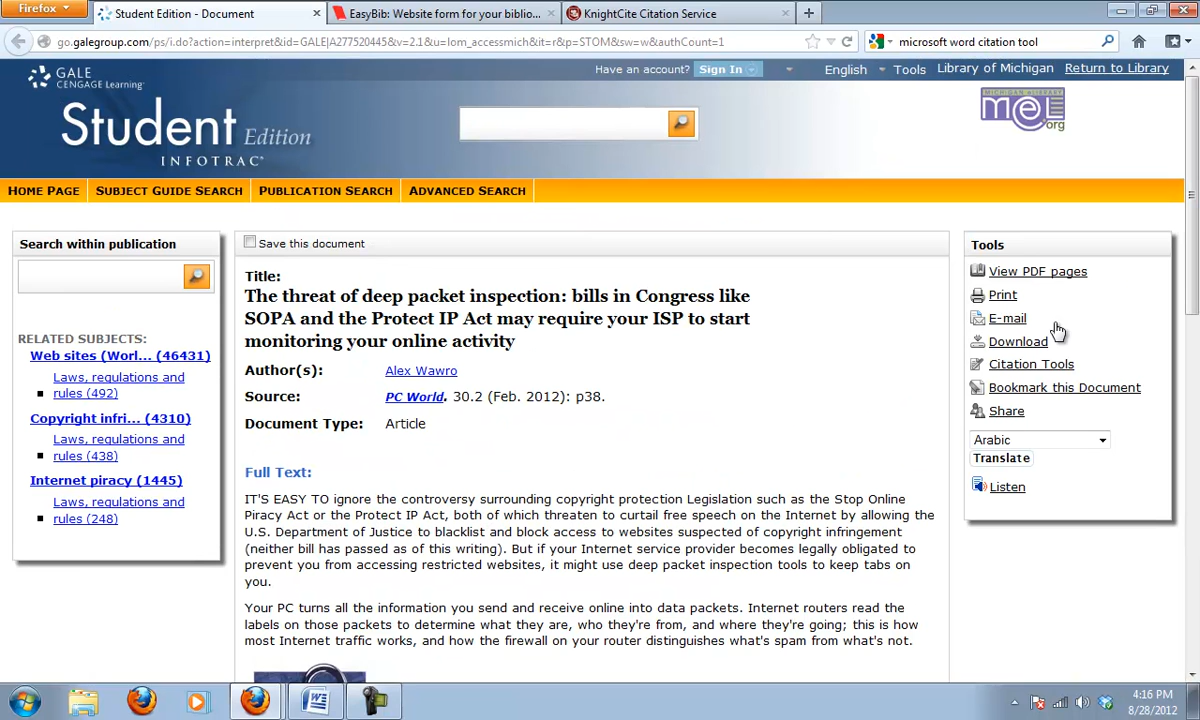 Firefox
Student Edition - Document
EasyBib: Website form for your biblio...
KnightCite Citation Service
go.galegroup.com/ps/i.do?action=interpret&id=GALE|A277520445&v=2.1&u=lom_accessmich&it=r&p=STOM&sw=w&authCount=1
microsoft word citation tool
GALE
CENGAGE Learning
Have an account? Sign In
English Tools Library of Michigan Return to Library
Student Edition
INFOTRAC
MICHIGAN ELIBRARY
mel
.org
HOME PAGE SUBJECT GUIDE SEARCH PUBLICATION SEARCH ADVANCED SEARCH
Search within publication
RELATED SUBJECTS:
Web sites (Worl... (46431)
Laws, regulations and
rules (492)
Copyright infri... (4310)
Laws, regulations and
rules (438)
Internet piracy (1445)
Laws, regulations and
rules (248)
Save this document
Title:
The threat of deep packet inspection: bills in Congress like
SOPA and the Protect IP Act may require your ISP to start
monitoring your online activity
Author(s): Alex Wawro
Source: PC World. 30.2 (Feb. 2012): p38.
Document Type: Article
Full Text:
IT'S EASY TO ignore the controversy surrounding copyright protection Legislation such as the Stop Online
Piracy Act or the Protect IP Act, both of which threaten to curtail free speech on the Internet by allowing the
U.S. Department of Justice to blacklist and block access to websites suspected of copyright infringement
(neither bill has passed as of this writing). But if your Internet service provider becomes legally obligated to
prevent you from accessing restricted websites, it might use deep packet inspection tools to keep tabs on
you.
Your PC turns all the information you send and receive online into data packets. Internet routers read the
labels on those packets to determine what they are, who they're from, and where they're going; this is how
most Internet traffic works, and how the firewall on your router distinguishes what's spam from what's not.
Tools
View PDF pages
Print
E-mail
Download
Citation Tools
Bookmark this Document
Share
Arabic
Translate
Listen
4:16 PM
8/28/2012